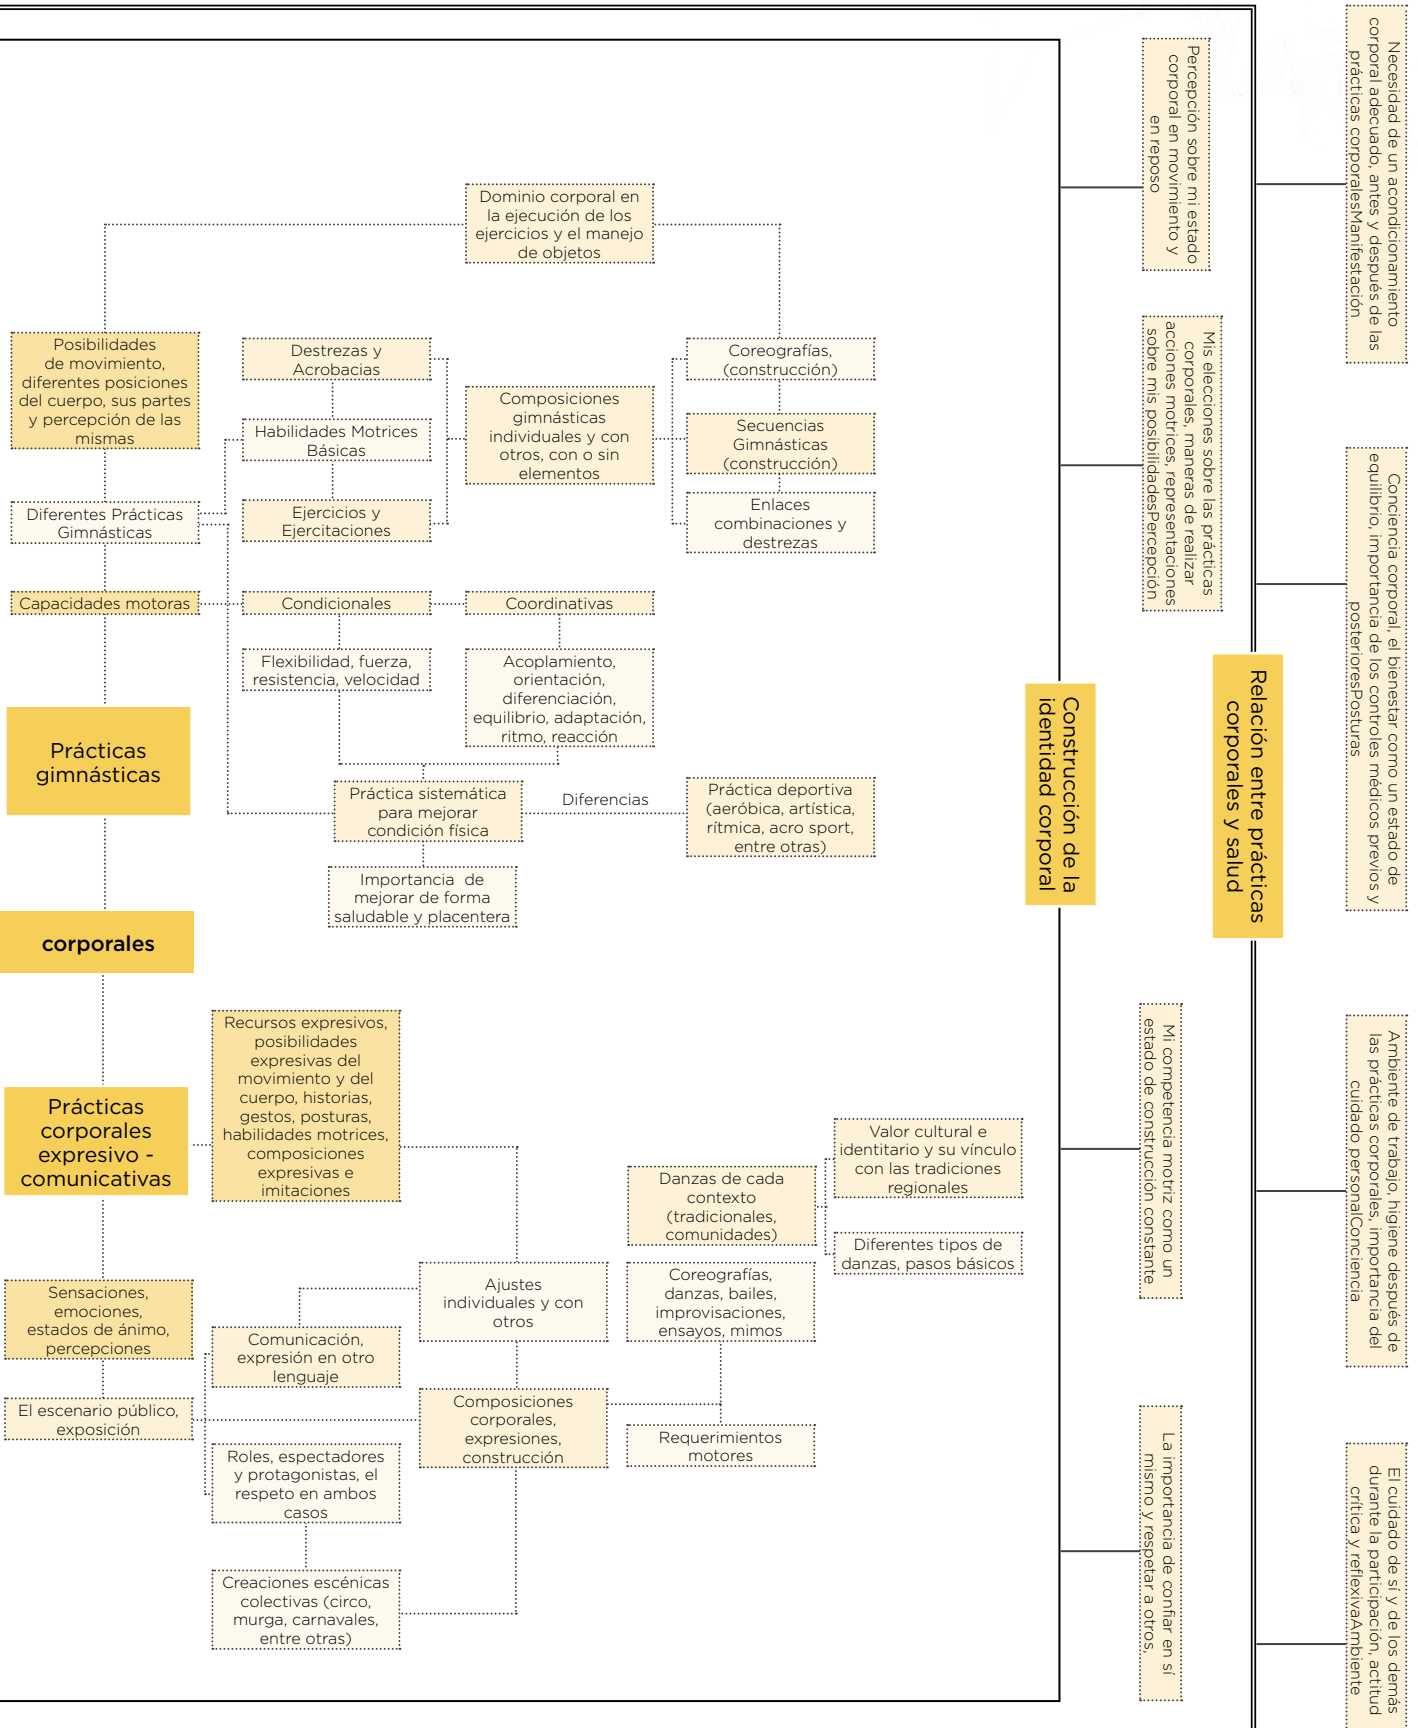 Dominio corporal en
la ejecución de los
ejercicios y el manejo
de objetos
Posibilidades
de movimiento,
diferentes posiciones
del cuerpo, sus partes
y percepción de las
mismas
Destrezas y
Acrobacias
Habilidades Motrices
Básicas
Ejercicios y
Ejercitaciones
Composiciones
gimnásticas
individuales y con
otros, con o sin
elementos
Coreografías,
(construcción)
Secuencias
Gimnásticas
(construcción)
Enlaces
combinaciones y
destrezas
Diferentes Prácticas
Gimnásticas
Capacidades motoras
Condicionales
Coordinativas
Flexibilidad, fuerza,
resistencia, velocidad
Acoplamiento,
orientación,
diferenciación,
equilibrio, adaptación,
ritmo, reacción
Prácticas
gimnásticas
Práctica sistemática
para mejorar
condición física
Diferencias
Práctica deportiva
(aeróbica, artística,
rítmica, acro sport,
entre otras)
Importancia de
mejorar de forma
saludable y placentera
corporales
Prácticas
corporales
expresivo -
comunicativas
Recursos expresivos,
posibilidades
expresivas del
movimiento y del
cuerpo, historias,
gestos, posturas,
habilidades motrices,
composiciones
expresivas e
imitaciones
Valor cultural e
identitario y su vínculo
con las tradiciones
regionales
Danzas de cada
contexto
(tradicionales,
comunidades)
Diferentes tipos de
danzas, pasos básicos
Sensaciones,
emociones,
estados de ánimo,
percepciones
Ajustes
individuales y con
otros
Coreografías,
danzas, bailes,
improvisaciones,
ensayos, mimos
Comunicación,
expresión en otro
lenguaje
El escenario público,
exposición
Composiciones
corporales,
expresiones,
construcción
Requerimientos
motores
Roles, espectadores
y protagonistas, el
respeto en ambos
casos
Creaciones escénicas
colectivas (circo,
murga, carnavales,
entre otras)
Construcción de la
identidad corporal
Percepción sobre mi estado
corporal en movimiento y
en reposo
Mis elecciones sobre las prácticas
corporales, maneras de realizar
acciones motrices, representaciones
sobre mis posibilidadesPercepción
Mi competencia motriz como un
estado de construcción constante
La importancia de confiar en sí
mismo y respetar a otros,
Relación entre prácticas
corporales y salud
Necesidad de un acondicionamiento
corporal adecuado, antes y después de las
prácticas corporalesManifestación
Conciencia corporal, el bienestar como un estado de
equilibrio, importancia de los controles médicos previos y
posterioresPosturas
Ambiente de trabajo, higiene después de
las prácticas corporales, importancia del
cuidado personalConciencia
El cuidado de sí y de los demás
durante la participación, actitud
crítica y reflexivaAmbiente